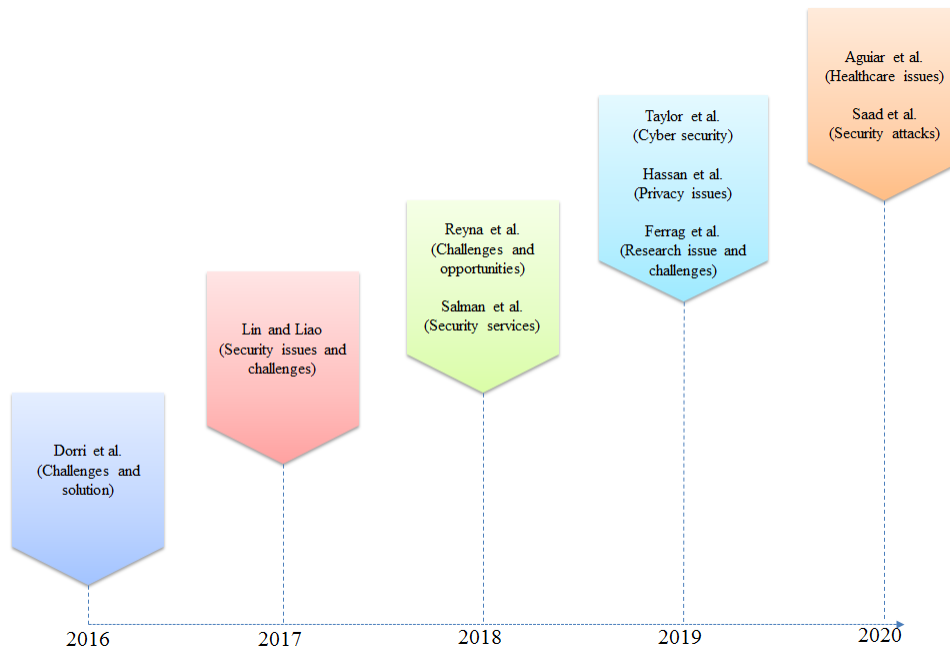 Dorri et al.
(Challenges and
solution)
Lin and Liao
(Security issues and
challenges)
Reyna et al.
(Challenges and
opportunities)
Salman et al.
(Security services)
Taylor et al.
(Cyber security)
Hassan et al.
(Privacy issues)
Ferrag et al.
(Research issue and
challenges)
Aguiar et al.
(Healthcare issues)
Saad et al.
(Security attacks)
2016
2017
2018
2019
2020